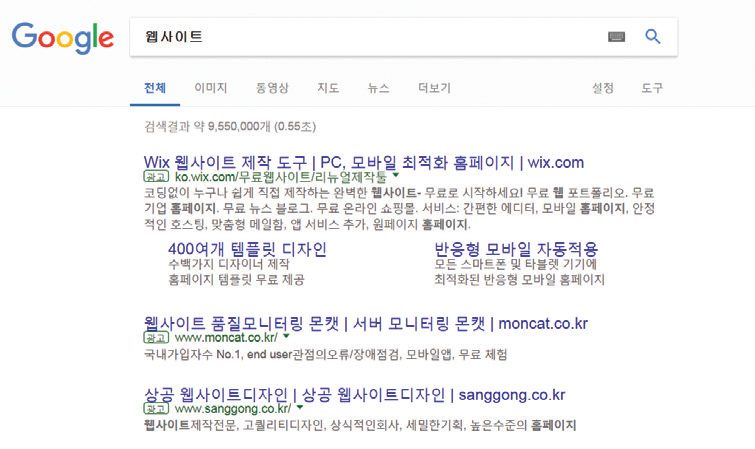 Google 웹사이트
전체 이미지 동영상 지도 뉴스 더보기 설정 도구
검색결과 약 9,550,000개 (0.55초)
Wix 웹사이트 제작 도구 | PC, 모바일 최적화 홈페이지 | wix.com
광고 ko.wix.com/무료웹사이트/리뉴얼제작툴
코딩없이 누구나 쉽게 직접 제작하는 완벽한 웹사이트- 무료로 시작하세요! 무료 웹 포트폴리오. 무료
기업 홈페이지. 무료 뉴스 블로그. 무료 온라인 쇼핑몰. 서비스: 간편한 에디터, 모바일 홈페이지, 안정
적인 호스팅, 맞춤형 메일함, 앱 서비스 추가, 원페이지 홈페이지.
400여개 템플릿 디자인
수백가지 디자이너 제작
홈페이지 템플릿 무료 제공
반응형 모바일 자동적용
모든 스마트폰 및 타블렛 기기에
최적화된 반응형 모바일 홈페이지
웹사이트 품질모니터링 몬캣 | 서버 모니터링 몬캣 | moncat.co.kr
광고 www.moncat.co.kr/
국내가입자수 No.1, end user관점의오류/장애점검, 모바일앱, 무료 체험
상공 웹사이트디자인 | 상공 웹사이트디자인 | sanggong.co.kr
광고 www.sanggong.co.kr/
웹사이트제작전문, 고퀄리티디자인, 상식적인회사, 세밀한기획, 높은수준의 홈페이지